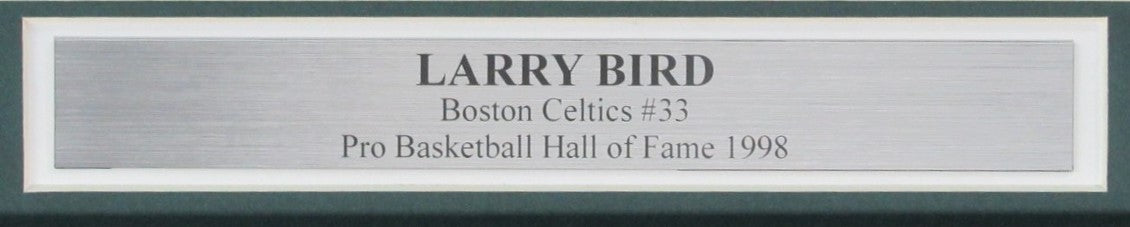 LARRY BIRD
Boston Celtics #33
Pro Basketball Hall of Fame 1998